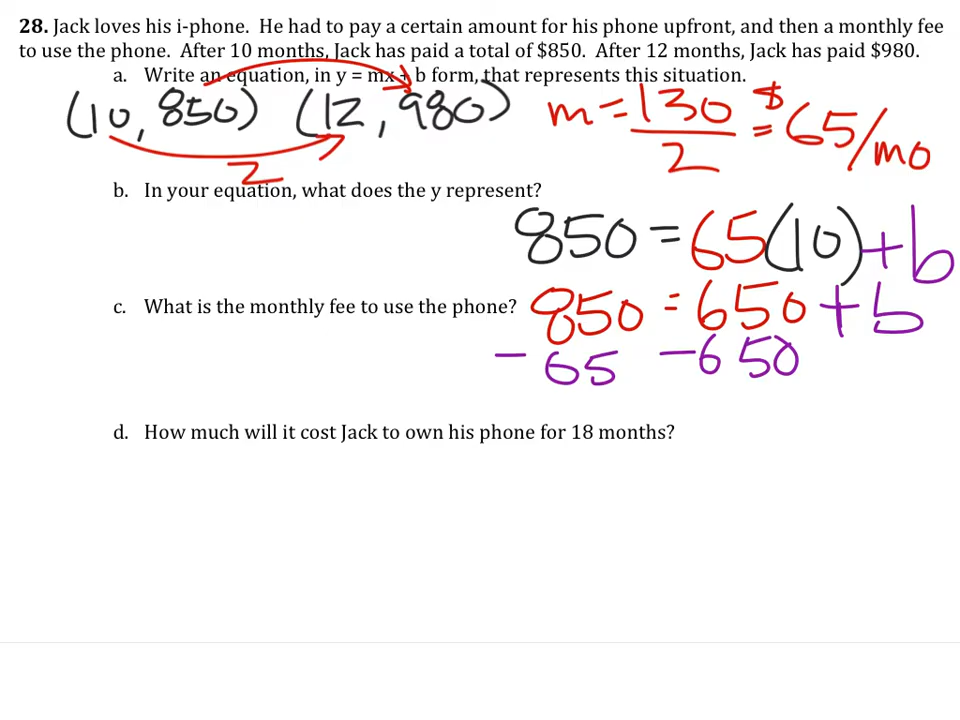 28. Jack loves his i-phone. He had to pay a certain amount for his phone upfront, and then a monthly fee
to use the phone. After 10 months, Jack has paid a total of $850. After 12 months, Jack has paid $980.
a. Write an equation, in y = mx + b form, that represents this situation.
(10, 850) (12, 980) m = 130/2 = $65/mo
2
b. In your equation, what does the y represent?
850 = 65(10) + b
c. What is the monthly fee to use the phone?
850 = 650 + b
- 65 - 650
d. How much will it cost Jack to own his phone for 18 months?